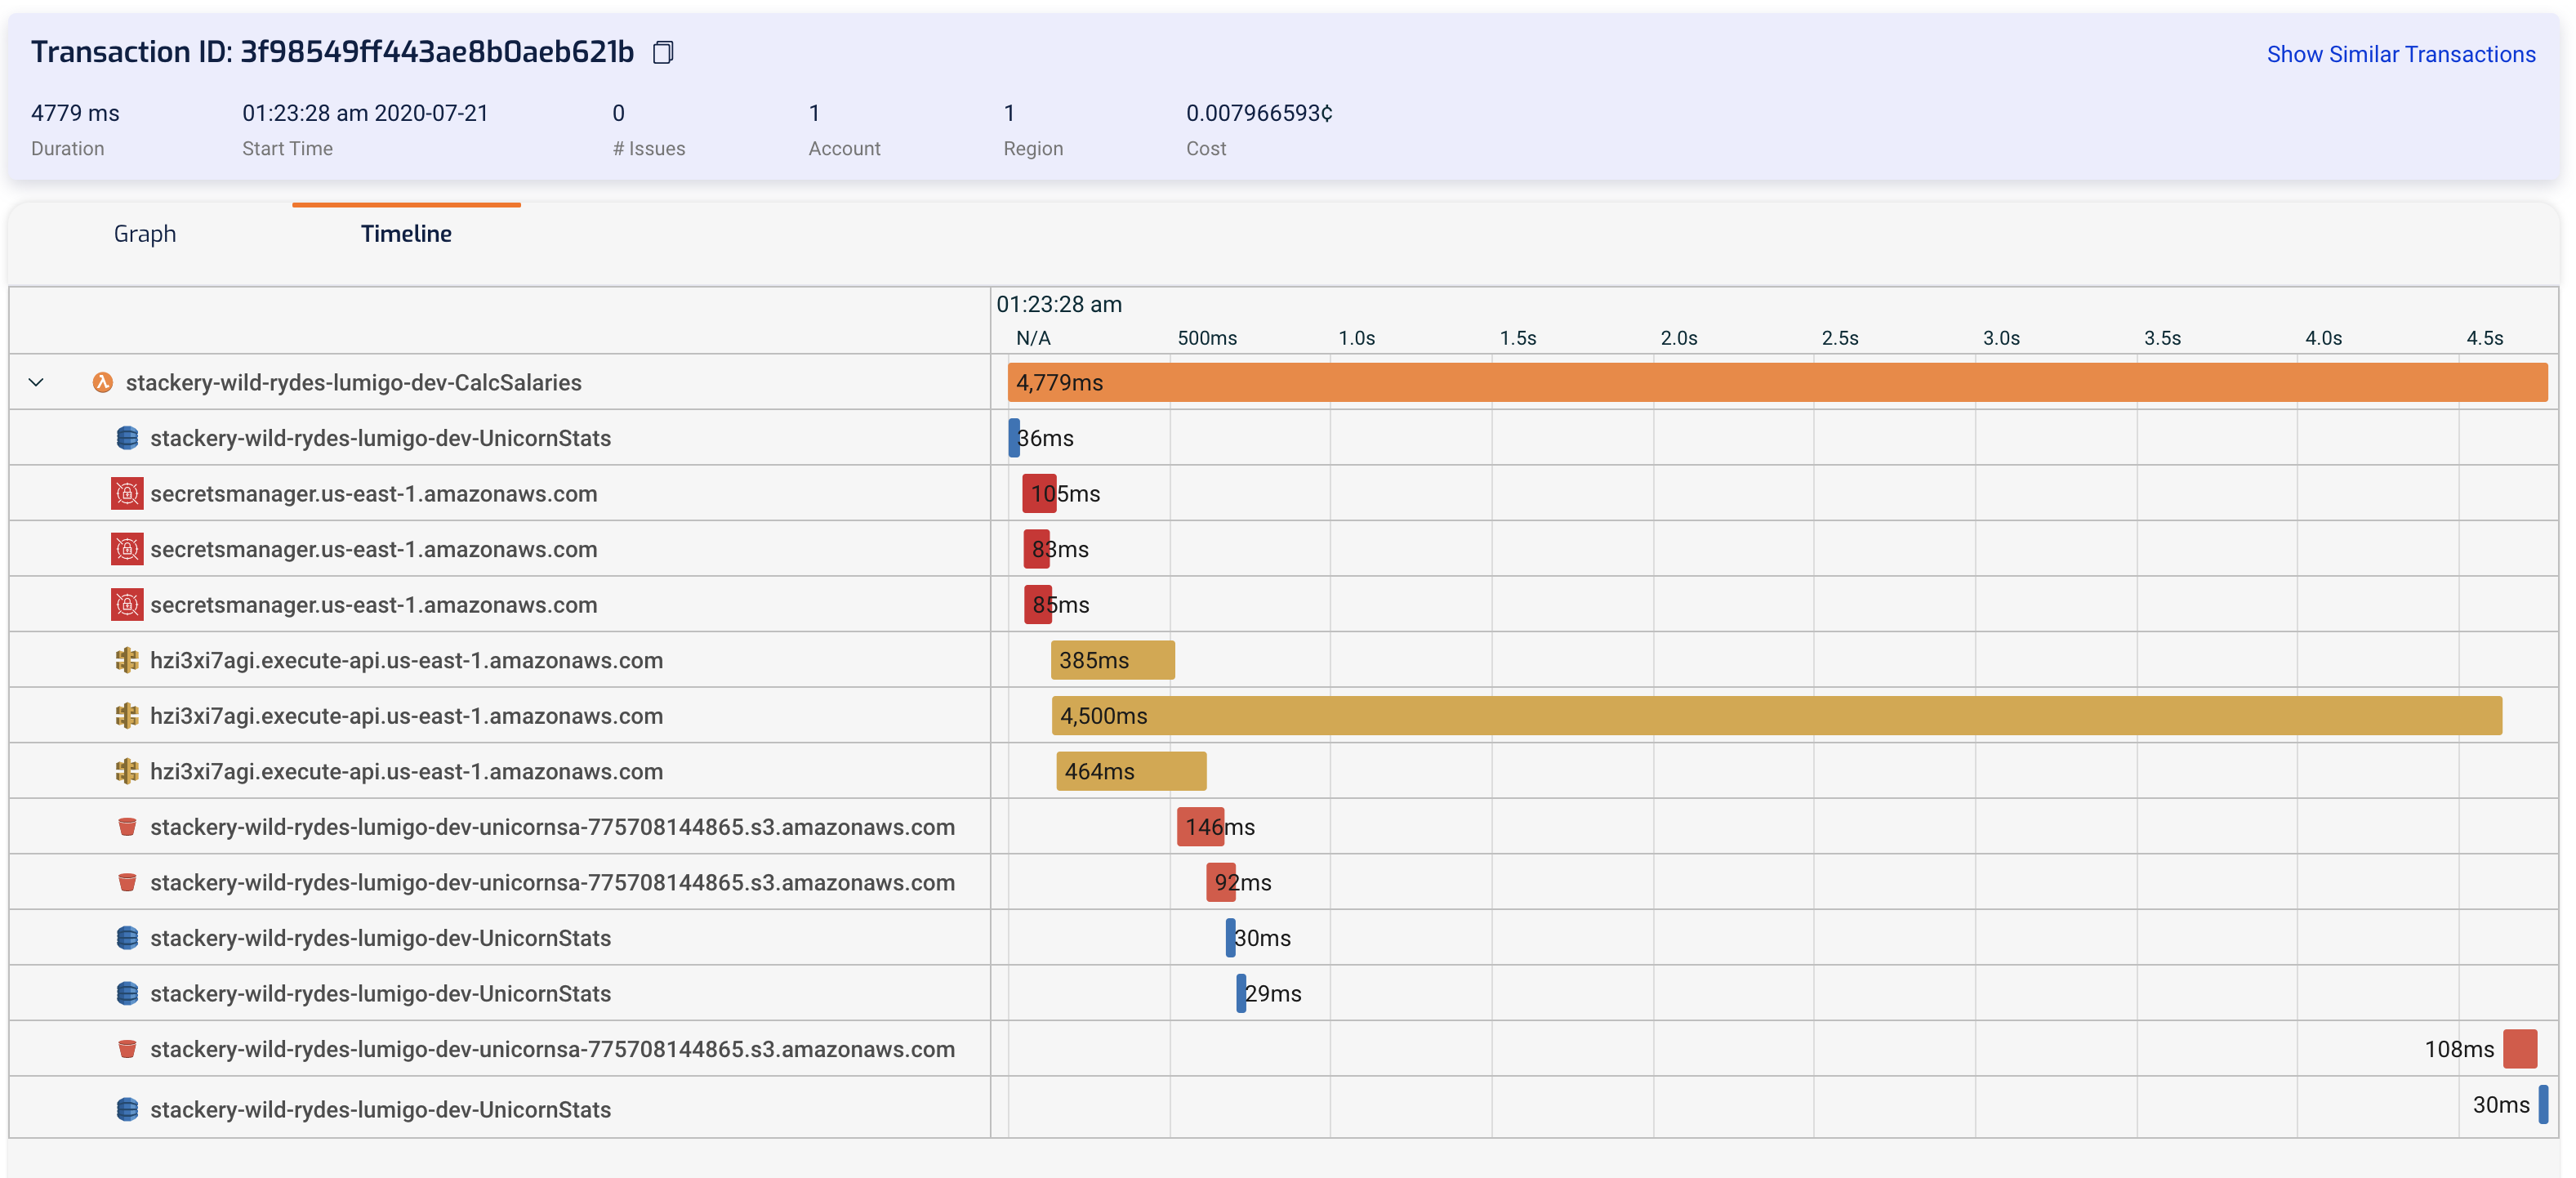 Transaction ID: 3f98549ff443ae8b0aeb621b
Show Similar Transactions
4779 ms 01:23:28 am 2020-07-21 0 1 1 0.007966593¢
Duration Start Time # Issues Account Region Cost
Graph Timeline
01:23:28 am
N/A 500ms 1.0s 1.5s 2.0s 2.5s 3.0s 3.5s 4.0s 4.5s
stackery-wild-rydes-lumigo-dev-CalcSalaries 4,779ms
stackery-wild-rydes-lumigo-dev-UnicornStats 36ms
secretsmanager.us-east-1.amazonaws.com 105ms
secretsmanager.us-east-1.amazonaws.com 83ms
secretsmanager.us-east-1.amazonaws.com 85ms
hzi3xi7agi.execute-api.us-east-1.amazonaws.com 385ms
hzi3xi7agi.execute-api.us-east-1.amazonaws.com 4,500ms
hzi3xi7agi.execute-api.us-east-1.amazonaws.com 464ms
stackery-wild-rydes-lumigo-dev-unicornsa-775708144865.s3.amazonaws.com 146ms
stackery-wild-rydes-lumigo-dev-unicornsa-775708144865.s3.amazonaws.com 92ms
stackery-wild-rydes-lumigo-dev-UnicornStats 30ms
stackery-wild-rydes-lumigo-dev-UnicornStats 29ms
stackery-wild-rydes-lumigo-dev-unicornsa-775708144865.s3.amazonaws.com 108ms
stackery-wild-rydes-lumigo-dev-UnicornStats 30ms